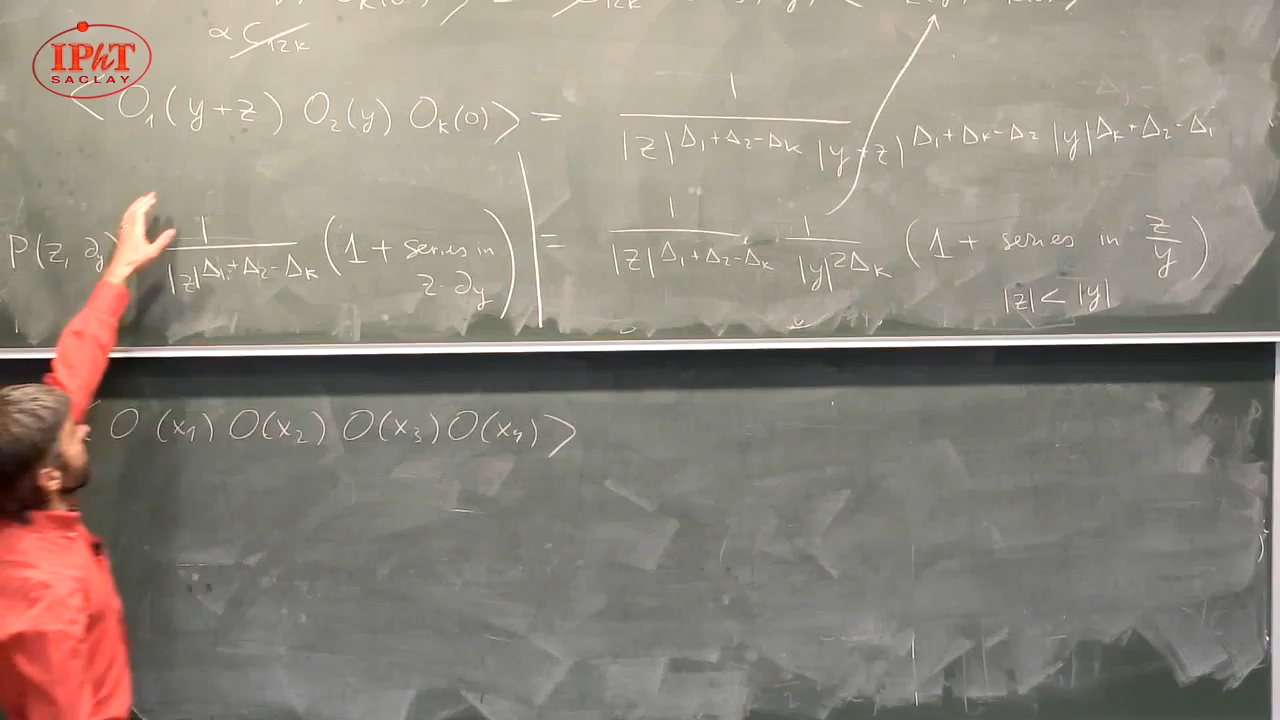 ∝ C₁₂ₖ
IPhT
SACLAY
⟨O₁(y+z) O₂(y) Oₖ(0)⟩ = 1 / |z|^{Δ₁+Δ₂-Δₖ} |y+z|^{Δ₁+Δₖ-Δ₂} |y|^{Δₖ+Δ₂-Δ₁}
P(z, ∂y) 1 / |z|^{Δ₁+Δ₂-Δₖ} (1 + series in z·∂y)
= 1 / |z|^{Δ₁+Δ₂-Δₖ} · 1 / |y|^{2Δₖ} (1 + series in z/y)
|z| < |y|
⟨O(x₁) O(x₂) O(x₃) O(x₄)⟩